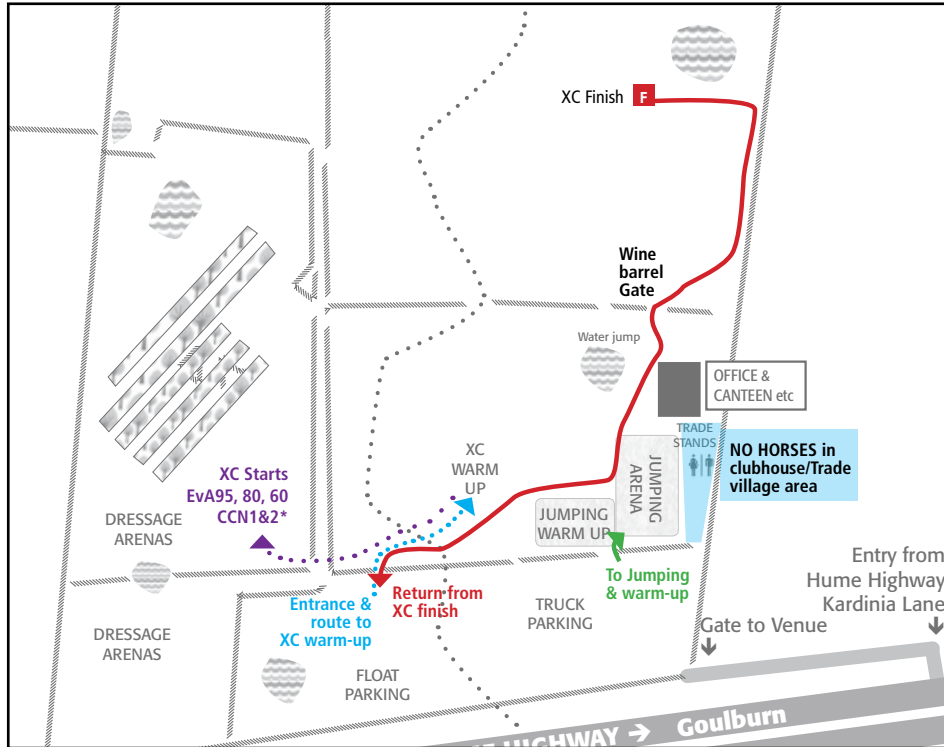 XC Finish
F
Wine
barrel
Gate
Water jump
OFFICE &
CANTEEN etc
TRADE
STANDS
NO HORSES in
clubhouse/Trade
village area
XC
WARM
UP
JUMPING
ARENA
JUMPING
WARM UP
XC Starts
EvA95, 80, 60
CCN1&2*
DRESSAGE
ARENAS
DRESSAGE
ARENAS
Entrance &
route to
XC warm-up
Return from
XC finish
To Jumping
& warm-up
TRUCK
PARKING
FLOAT
PARKING
Entry from
Hume Highway
Kardinia Lane
Gate to Venue
HIGHWAY → Goulburn